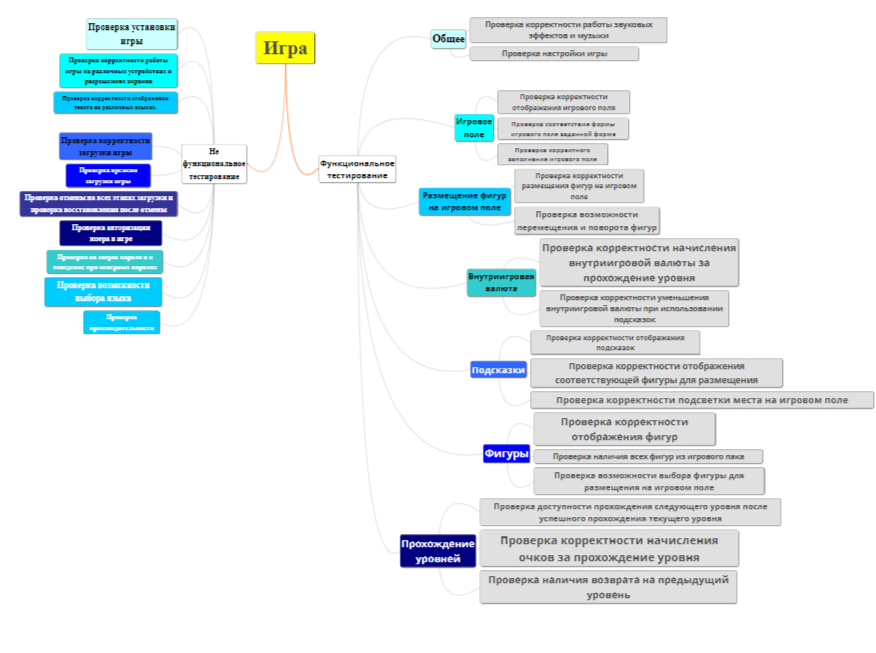 Игра
Не
функциональное
тестирование
Проверка установки
игры
Проверка корректности работы
игры на различных устройствах и
разрешениях экранов
Проверка корректности отображения
текста на различных языках.
Проверка корректности
загрузки игры
Проверка времени
загрузки игры
Проверка отмены на всех этапах загрузки и
проверка восстановления после отмены
Проверка авторизации
юзера в игре
Проверка на запрос пароля и
поведение при неверных паролях
Проверка возможности
выбора языка
Проверка
производительности
Функциональное
тестирование
Общее
Проверка корректности работы звуковых
эффектов и музыки
Проверка настройки игры
Игровое
поле
Проверка корректности
отображения игрового поля
Проверка соответствия формы
игрового поля заданной форме
Проверка корректного
заполнения игрового поля
Размещение фигур
на игровом поле
Проверка корректности
размещения фигур на игровом
поле
Проверка возможности
перемещения и поворота фигур
Внутриигровая
валюта
Проверка корректности начисления
внутриигровой валюты за
прохождение уровня
Проверка корректности уменьшения
внутриигровой валюты при использовании
подсказок
Подсказки
Проверка корректности отображения
подсказок
Проверка корректности отображения
соответствующей фигуры для размещения
Проверка корректности подсветки места на игровом поле
Фигуры
Проверка корректности
отображения фигур
Проверка наличия всех фигур из игрового пака
Проверка возможности выбора фигуры для
размещения на игровом поле
Прохождение
уровней
Проверка доступности прохождения следующего уровня после
успешного прохождения текущего уровня
Проверка корректности начисления
очков за прохождение уровня
Проверка наличия возврата на предыдущий
уровень